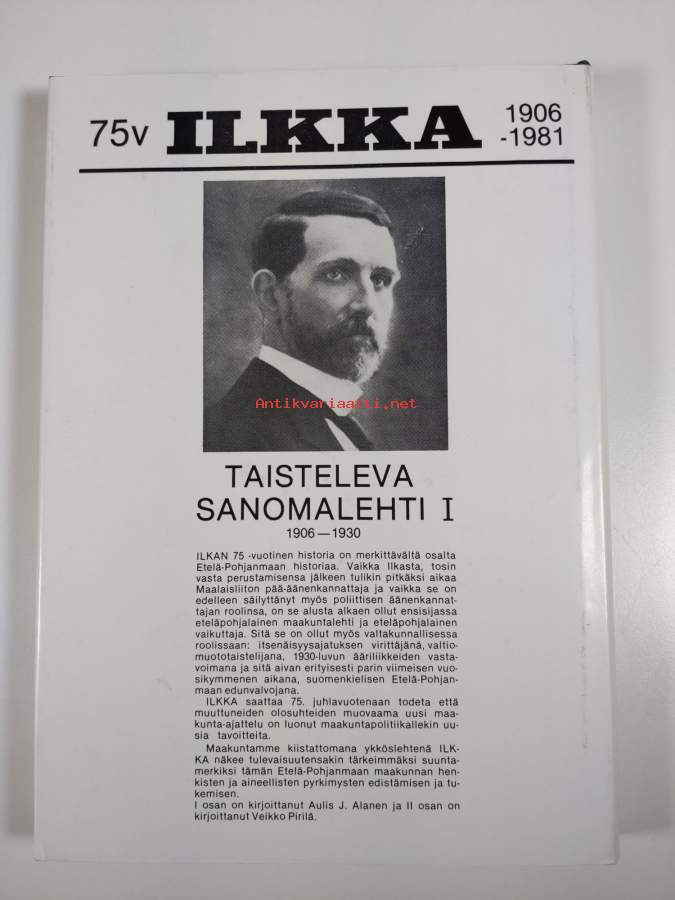 75v ILKKA 1906
-1981
Antikvariaatti.net
TAISTELEVA
SANOMALEHTI I
1906—1930
ILKAN 75 -vuotinen historia on merkittävältä osalta
Etelä-Pohjanmaan historiaa. Vaikka Ilkasta, tosin
vasta perustamisensa jälkeen tulikin pitkäksi aikaa
Maalaisliiton pää-äänenkannattaja ja vaikka se on
edelleen säilyttänyt myös poliittisen äänenkannat-
tajan roolinsa, on se alusta alkaen ollut ensisijassa
eteläpohjalainen maakuntalehti ja eteläpohjalainen
vaikuttaja. Sitä se on ollut myös valtakunnallisessa
roolissaan: itsenäisyysajatuksen virittäjänä, valtio-
muototaistelijana, 1930-luvun ääriliikkeiden vasta-
voimana ja sitä aivan erityisesti parin viimeisen vuo-
sikymmenen aikana, suomenkielisen Etelä-Pohjan-
maan edunvalvojana.
ILKKA saattaa 75. juhlavuotenaan todeta että
muuttuneiden olosuhteiden muovaama uusi maa-
kunta-ajattelu on luonut maakuntapolitiikallekin uu-
sia tavoitteita.
Maakuntamme kiistattomana ykköslehtenä ILK-
KA näkee tulevaisuutensakin tärkeimmäksi suunta-
merkiksi tämän Etelä-Pohjanmaan maakunnan hen-
kisten ja aineellisten pyrkimysten edistämisen ja tu-
kemisen.
I osan on kirjoittanut Aulis J. Alanen ja II osan on
kirjoittanut Veikko Pirilä.